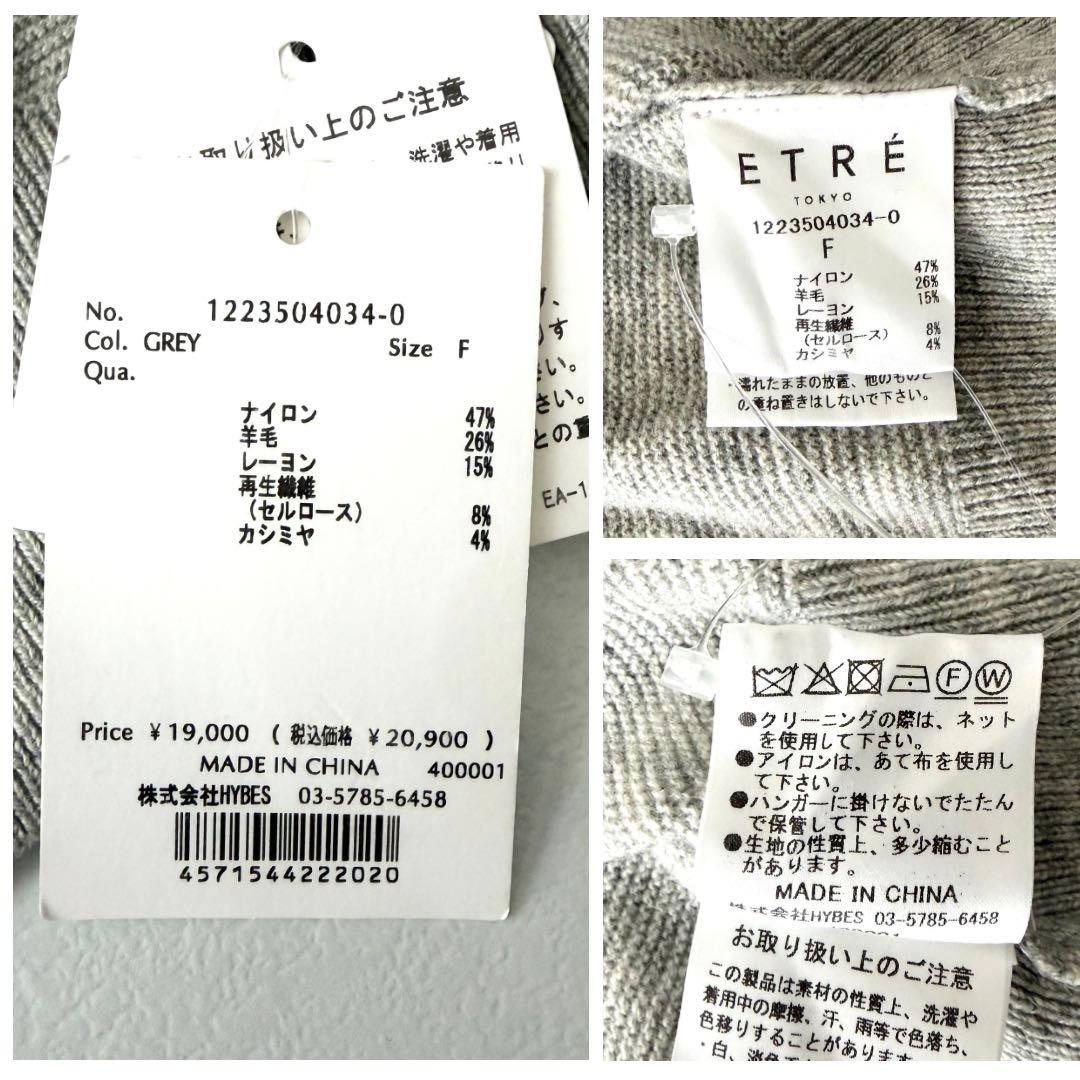 お取り扱い上のご注意
洗濯や着用
No. 1223504034-0
Col. GREY Size F
Qua.
ナイロン 47%
羊毛 26%
レーヨン 15%
再生繊維
(セルロース) 8%
カシミヤ 4%
Price ¥19,000 ( 税込価格 ¥20,900 )
MADE IN CHINA 400001
株式会社HYBES 03-5785-6458
4571544222020
さい。
との重
EA-1
ETRÉ
TOKYO
1223504034-0
F
ナイロン 47%
羊毛 26%
レーヨン 15%
再生繊維
(セルロース) 8%
カシミヤ 4%
・濡れたままの放置、他のものと
の重ね置きはしないで下さい。
F W
●クリーニングの際は、ネット
を使用して下さい。
●アイロンは、あて布を使用し
て下さい。
●ハンガーに掛けないでたたん
で保管して下さい。
●生地の性質上、多少縮むこと
があります。
MADE IN CHINA
株式会社HYBES 03-5785-6458
お取り扱い上のご注意
この製品は素材の性質上、洗濯や
着用中の摩擦、汗、雨等で色落ち、
色移りすることがあります。
・白、淡色